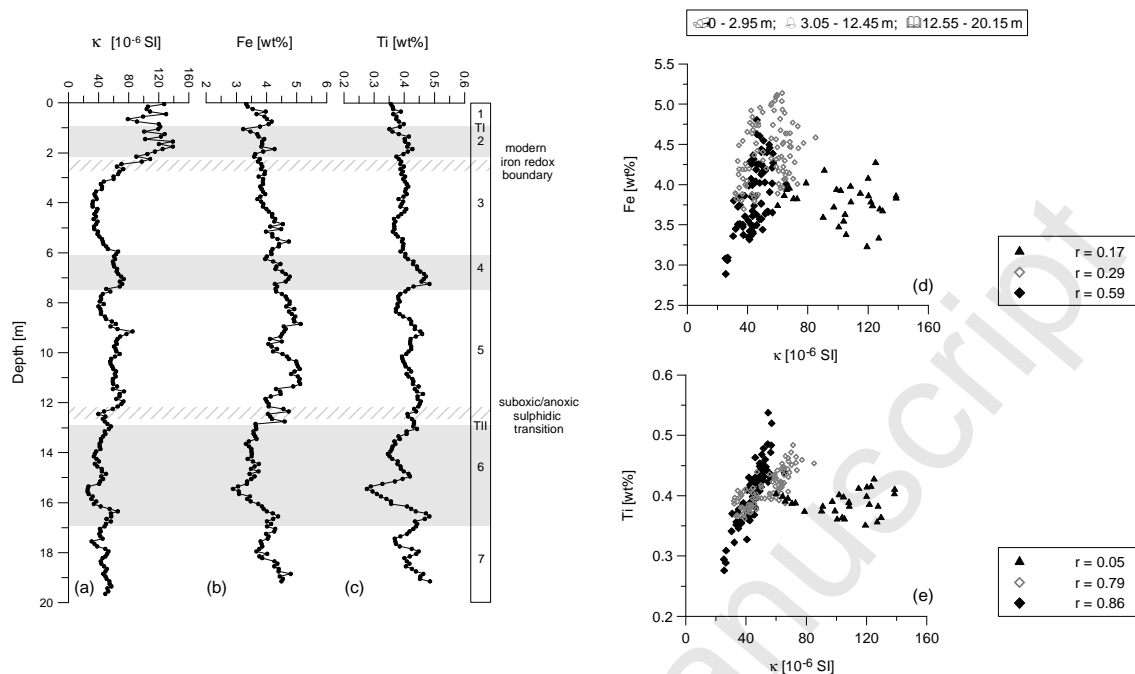 κ [10-6 SI]
Fe [wt%]
Ti [wt%]
0 40 80 120 160
2 3 4 5 6
0.2 0.3 0.4 0.5 0.6
Depth [m]
0
2
4
6
8
10
12
14
16
18
20
(a)
(b)
(c)
1
TI
2
3
4
5
TII
6
7
modern
iron redox
boundary
suboxic/anoxic
sulphidic
transition
0 - 2.95 m; 3.05 - 12.45 m; 12.55 - 20.15 m
Fe [wt%]
5.5
5.0
4.5
4.0
3.5
3.0
2.5
0 40 80 120 160
κ [10-6 SI]
(d)
r = 0.17
r = 0.29
r = 0.59
Ti [wt%]
0.6
0.5
0.4
0.3
0.2
0 40 80 120 160
κ [10-6 SI]
(e)
r = 0.05
r = 0.79
r = 0.86
anuscript